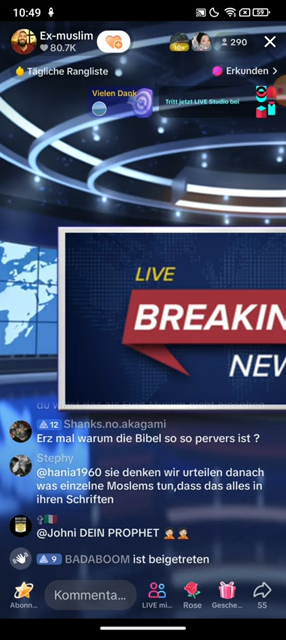 10:49
59
Ex-muslim
80.7K
10+
10+
290
Tägliche Rangliste
Erkunden >
Vielen Dank
Tritt jetzt LIVE Studio bei
LIVE
BREAKIN
NEW
12 Shanks.no.akagami
Erz mal warum die Bibel so so pervers ist ?
Stephy
@hania1960 sie denken wir urteilen danach
was einzelne Moslems tun,dass das alles in
ihren Schriften
@Johni DEIN PROPHET 🤦🏻🤦🏻
9 BADABOOM ist beigetreten
Kommenta...
Abonn...
LIVE mi...
Rose
Gesche...
55